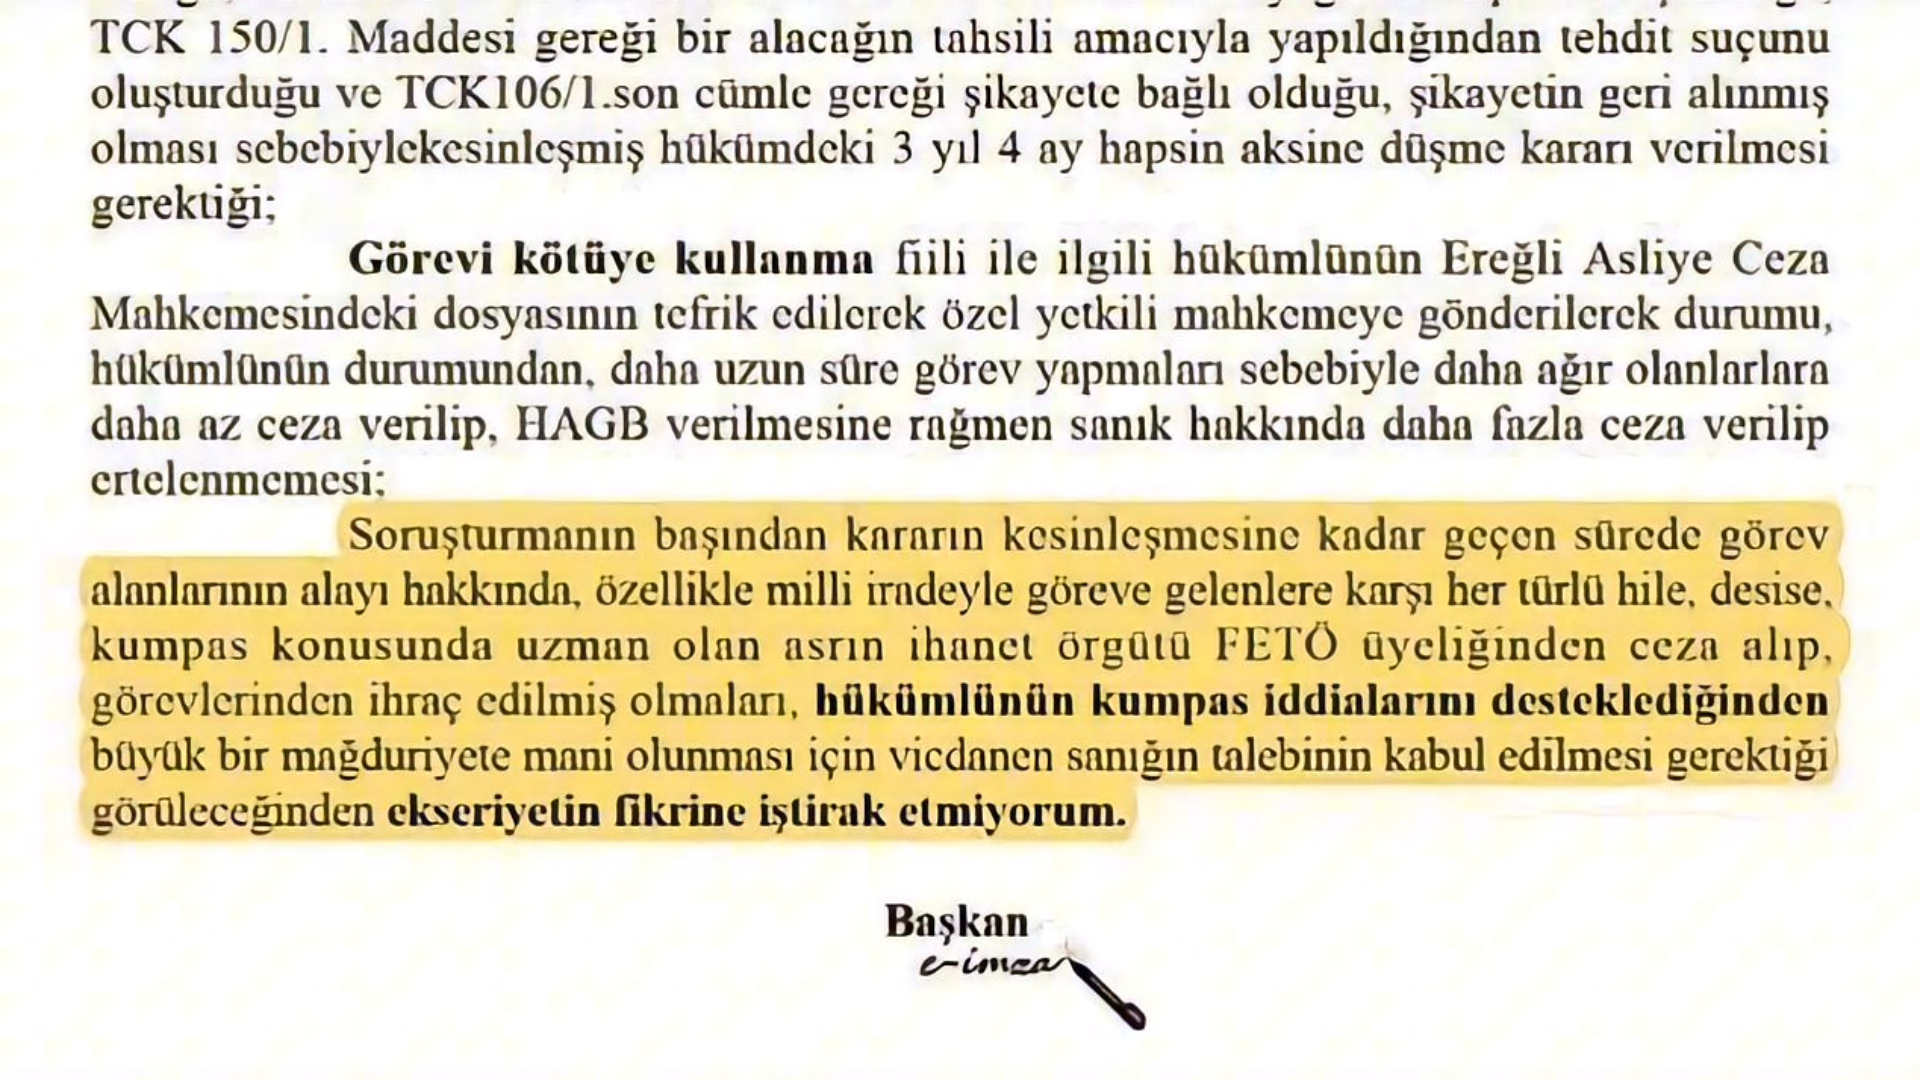 TCK 150/1. Maddesi gereği bir alacağın tahsili amacıyla yapıldığından tehdit suçunu
oluşturduğu ve TCK106/1.son cümle gereği şikayete bağlı olduğu, şikayetin geri alınmış
olması sebebiylekesinleşmiş hükümdeki 3 yıl 4 ay hapsin aksine düşme kararı verilmesi
gerektiği;
Görevi kötüye kullanma fiili ile ilgili hükümlünün Ereğli Asliye Ceza
Mahkemesindeki dosyasının tefrik edilerek özel yetkili mahkemeye gönderilerek durumu,
hükümlünün durumundan, daha uzun süre görev yapmaları sebebiyle daha ağır olanlarlara
daha az ceza verilip, HAGB verilmesine rağmen sanık hakkında daha fazla ceza verilip
ertelenmemesi;
Soruşturmanın başından kararın kesinleşmesine kadar geçen sürede görev
alanlarının alayı hakkında, özellikle milli iradeyle göreve gelenlere karşı her türlü hile, desise,
kumpas konusunda uzman olan asrın ihanet örgütü FETÖ üyeliğinden ceza alıp,
görevlerinden ihraç edilmiş olmaları, hükümlünün kumpas iddialarını desteklediğinden
büyük bir mağduriyete mani olunması için vicdanen sanığın talebinin kabul edilmesi gerektiği
görüleceğinden ekseriyetin fikrine iştirak etmiyorum.
Başkan
e-imza